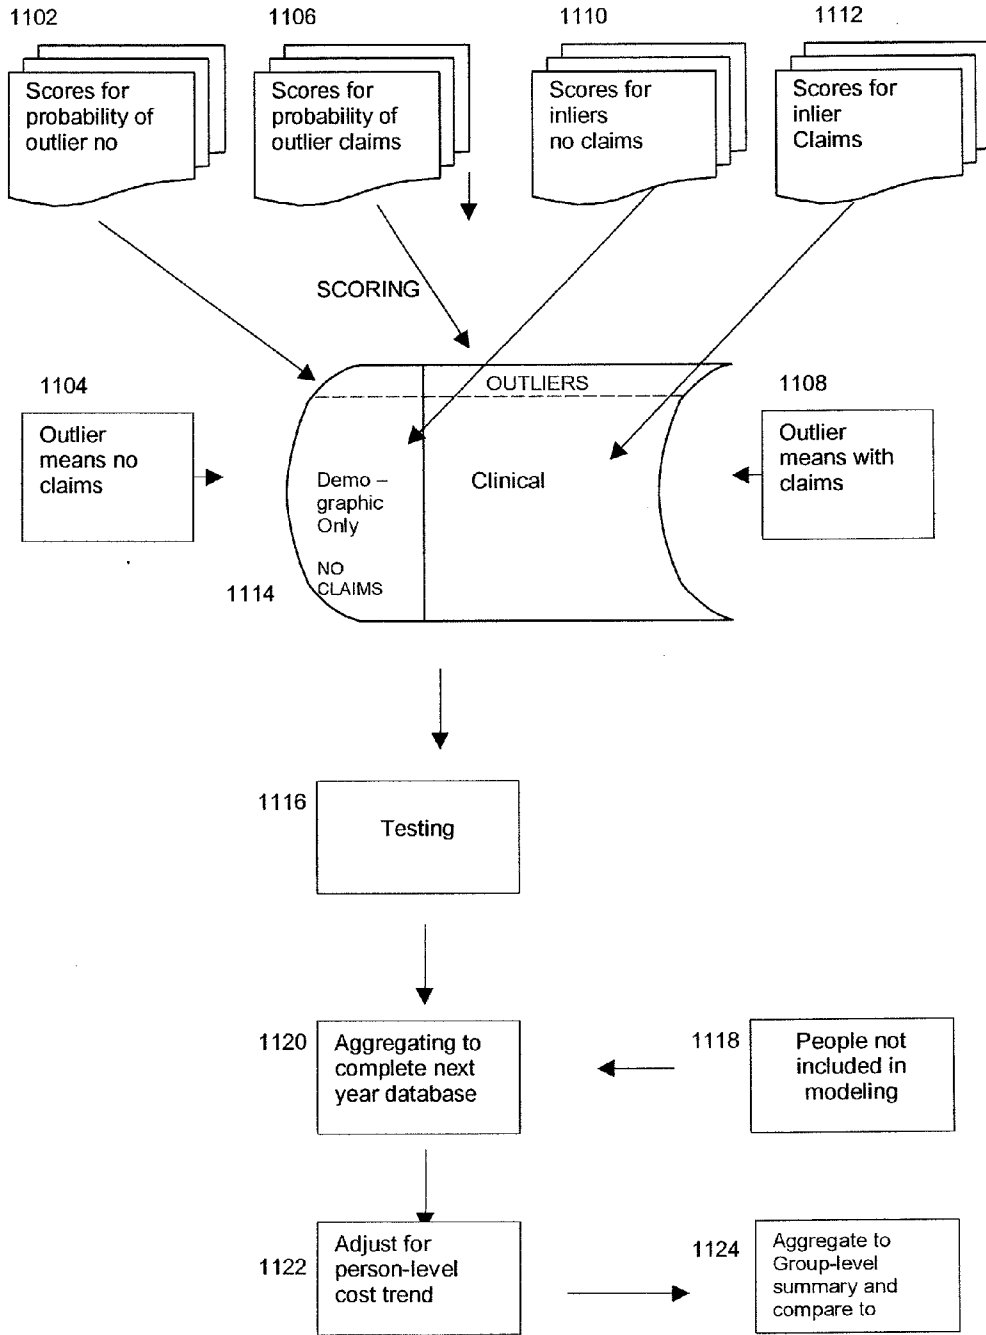 1102
1106
1110
1112
Scores for
probability of
outlier no
Scores for
probability of
outlier claims
Scores for
inliers
no claims
Scores for
inlier
Claims
SCORING
1104
Outlier
means no
claims
OUTLIERS
Demo –
graphic
Only
NO
CLAIMS
Clinical
1108
Outlier
means with
claims
1114
1116
Testing
1120
Aggregating to
complete next
year database
1118
People not
included in
modeling
1122
Adjust for
person-level
cost trend
1124
Aggregate to
Group-level
summary and
compare to